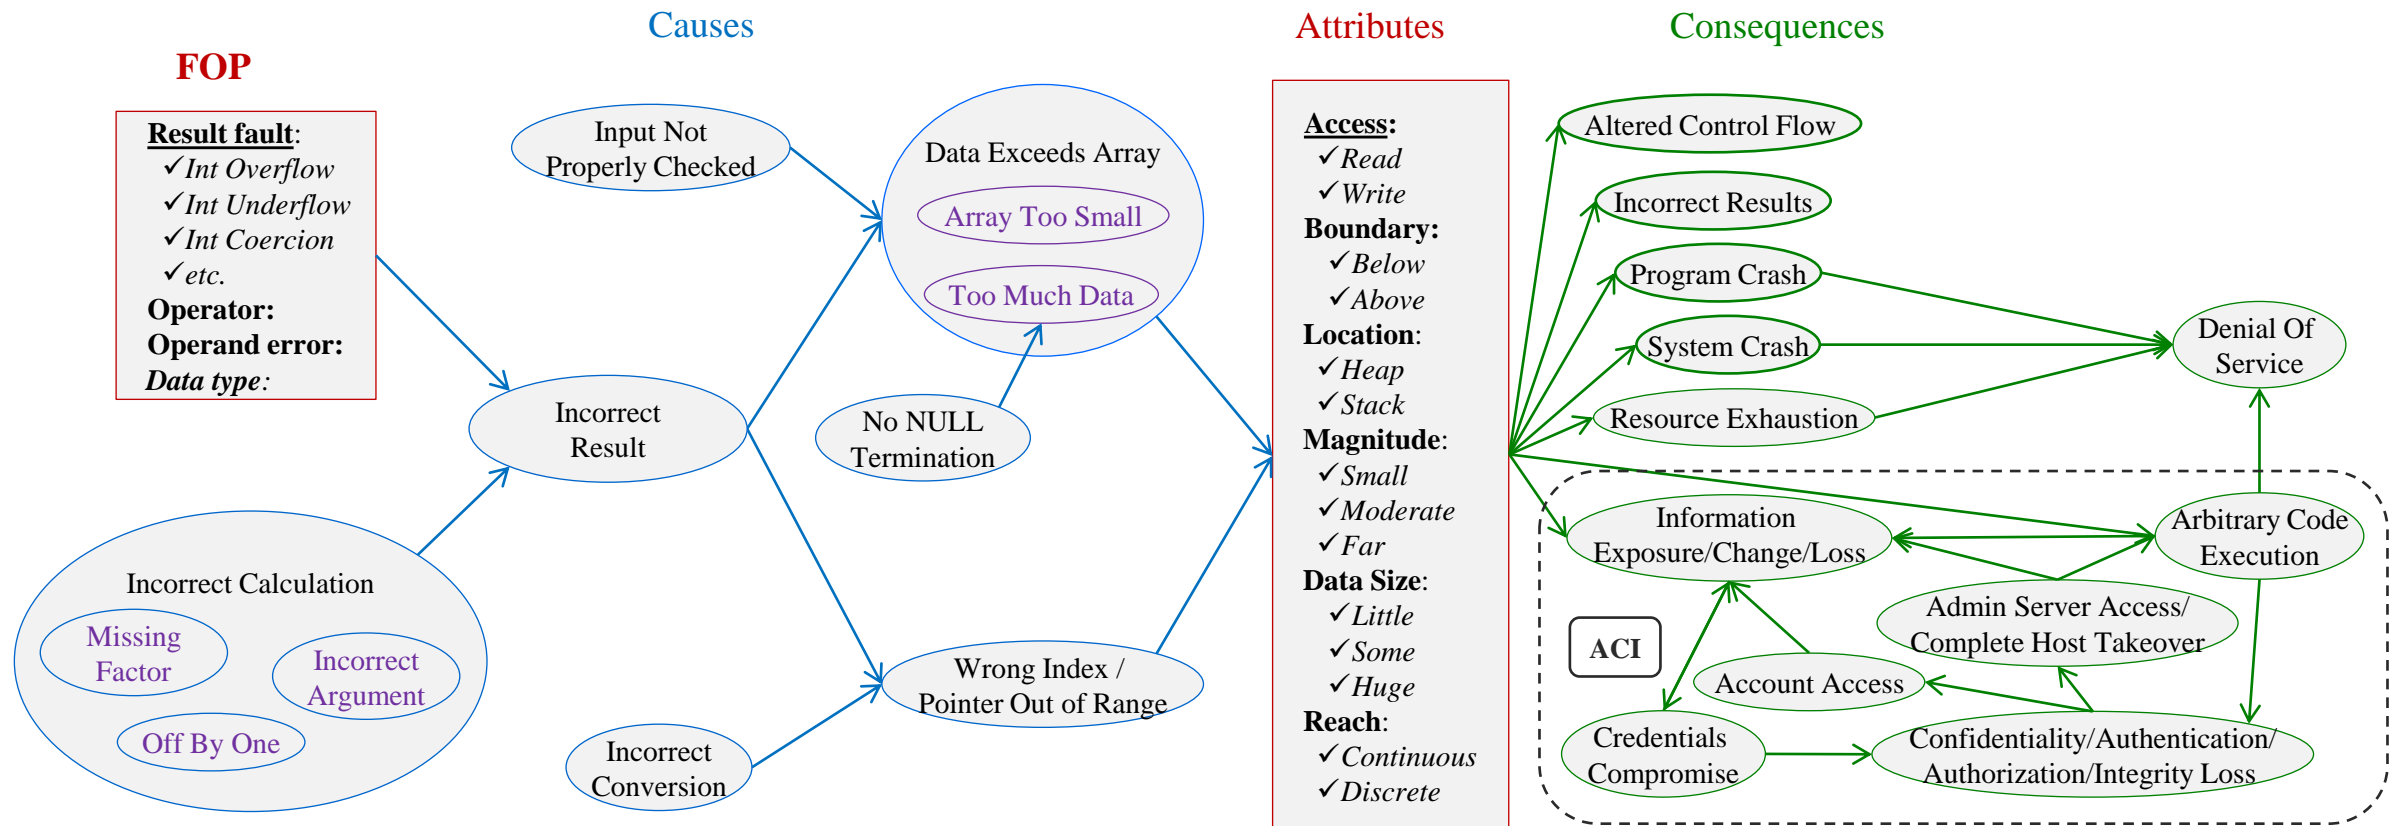 Causes
Attributes
Consequences
FOP
Result fault:
✓Int Overflow
✓Int Underflow
✓Int Coercion
✓etc.
Operator:
Operand error:
Data type:
Incorrect Calculation
Missing
Factor
Incorrect
Argument
Off By One
Input Not
Properly Checked
Incorrect
Result
Incorrect
Conversion
Data Exceeds Array
Array Too Small
Too Much Data
No NULL
Termination
Wrong Index /
Pointer Out of Range
Access:
✓Read
✓Write
Boundary:
✓Below
✓Above
Location:
✓Heap
✓Stack
Magnitude:
✓Small
✓Moderate
✓Far
Data Size:
✓Little
✓Some
✓Huge
Reach:
✓Continuous
✓Discrete
Altered Control Flow
Incorrect Results
Program Crash
System Crash
Resource Exhaustion
Denial Of
Service
Information
Exposure/Change/Loss
Arbitrary Code
Execution
Admin Server Access/
Complete Host Takeover
ACI
Account Access
Credentials
Compromise
Confidentiality/Authentication/
Authorization/Integrity Loss